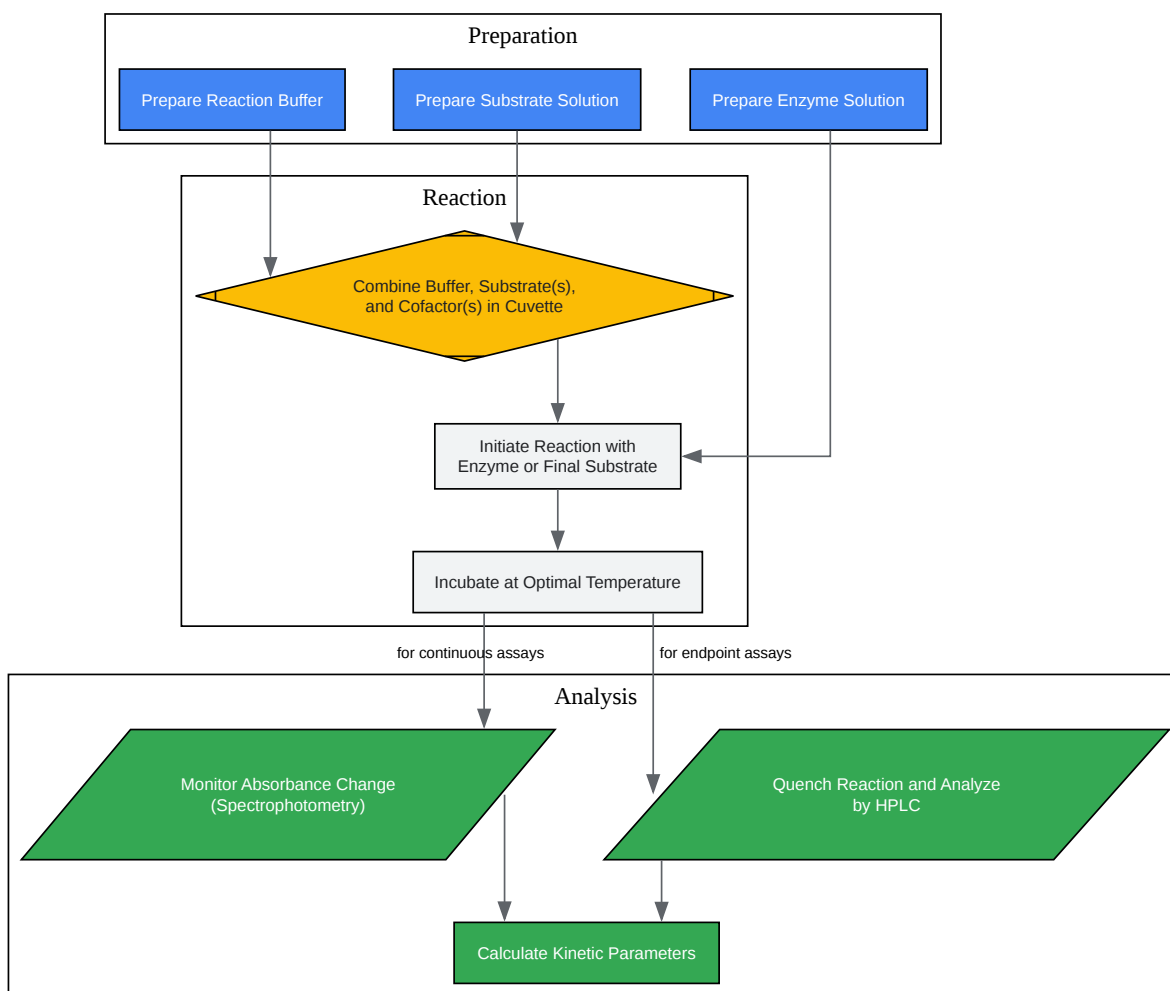 Preparation
Prepare Reaction Buffer
Prepare Substrate Solution
Prepare Enzyme Solution
Reaction
Combine Buffer, Substrate(s),
and Cofactor(s) in Cuvette
Initiate Reaction with
Enzyme or Final Substrate
Incubate at Optimal Temperature
for continuous assays
for endpoint assays
Analysis
Monitor Absorbance Change
(Spectrophotometry)
Quench Reaction and Analyze
by HPLC
Calculate Kinetic Parameters